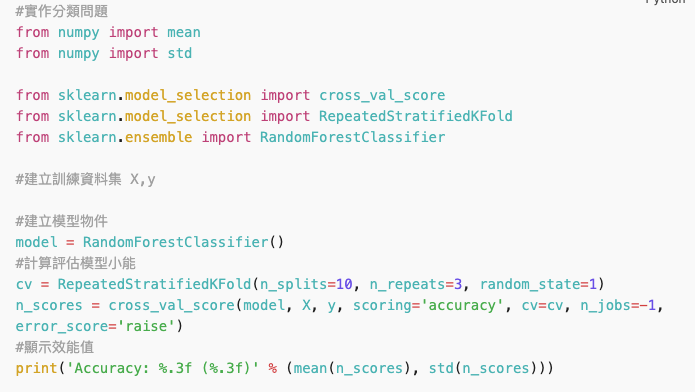 Python
#實作分類問題
from numpy import mean
from numpy import std
from sklearn.model_selection import cross_val_score
from sklearn.model_selection import RepeatedStratifiedKFold
from sklearn.ensemble import RandomForestClassifier
#建立訓練資料集 X,y
#建立模型物件
model = RandomForestClassifier()
#計算評估模型小能
cv = RepeatedStratifiedKFold(n_splits=10, n_repeats=3, random_state=1)
n_scores = cross_val_score(model, X, y, scoring='accuracy', cv=cv, n_jobs=-1,
error_score='raise')
#顯示效能值
print('Accuracy: %.3f (%.3f)' % (mean(n_scores), std(n_scores)))